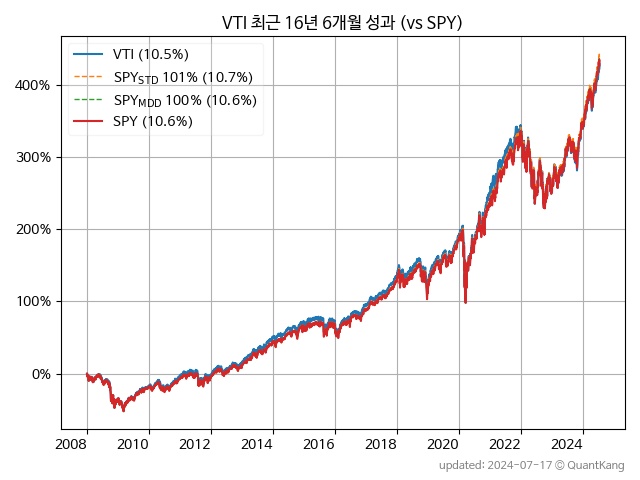 VTI 최근 16년 6개월 성과 (vs SPY)
VTI (10.5%)
SPY_STD 101% (10.7%)
SPY_MDD 100% (10.6%)
SPY (10.6%)
400%
300%
200%
100%
0%
2008 2010 2012 2014 2016 2018 2020 2022 2024
updated: 2024-07-17 © QuantKang